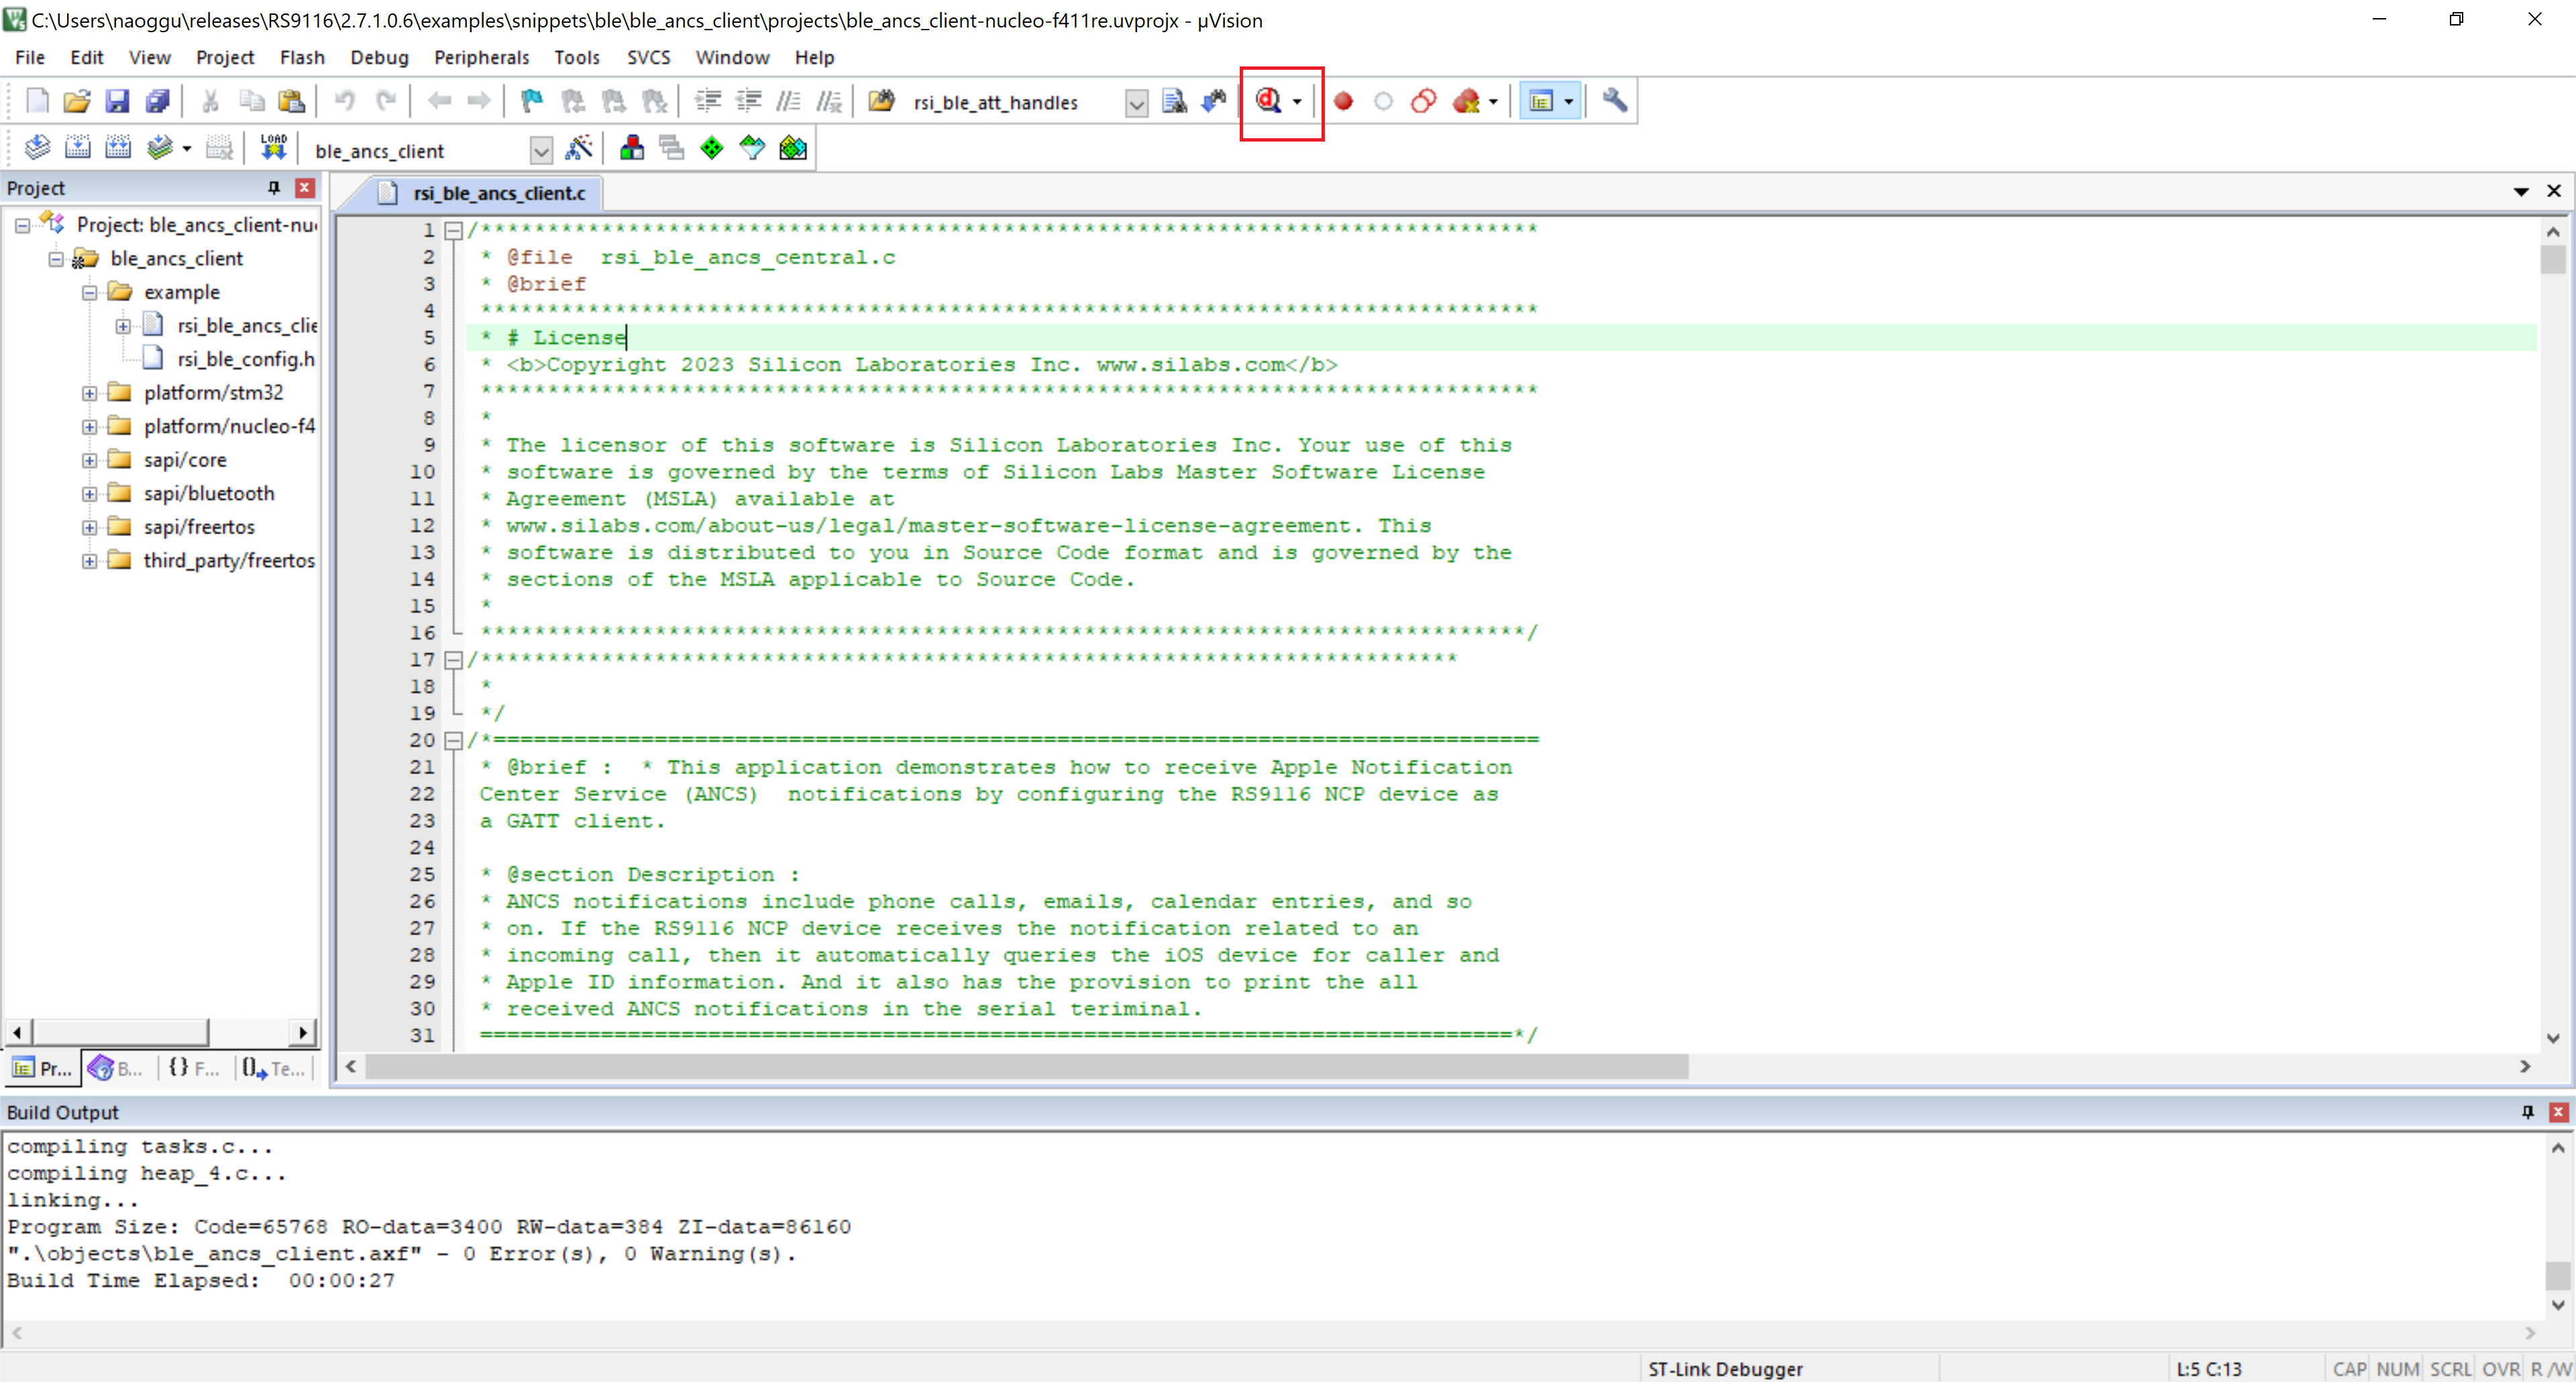 C:\Users\naoggu\releases\RS9116\2.7.1.0.6\examples\snippets\ble\ble_ancs_client\projects\ble_ancs_client-nucleo-f411re.uvprojx - µVision
File Edit View Project Flash Debug Peripherals Tools SVCS Window Help
rsi_ble_att_handles
LOAD ble_ancs_client
Project
rsi_ble_ancs_client.c
Project: ble_ancs_client-nu
ble_ancs_client
example
rsi_ble_ancs_clie
rsi_ble_config.h
platform/stm32
platform/nucleo-f4
sapi/core
sapi/bluetooth
sapi/freertos
third_party/freertos
Pr... B... {} F... Te...
1 /*******************************************************************************
2 * @file rsi_ble_ancs_central.c
3 * @brief
4 *******************************************************************************
5 * # License
6 * <b>Copyright 2023 Silicon Laboratories Inc. www.silabs.com</b>
7 *******************************************************************************
8 *
9 * The licensor of this software is Silicon Laboratories Inc. Your use of this
10 * software is governed by the terms of Silicon Labs Master Software License
11 * Agreement (MSLA) available at
12 * www.silabs.com/about-us/legal/master-software-license-agreement. This
13 * software is distributed to you in Source Code format and is governed by the
14 * sections of the MSLA applicable to Source Code.
15 *
16 ******************************************************************************/
17 /*************************************************************************
18 *
19 */
20 /*==============================================================================
21 * @brief : * This application demonstrates how to receive Apple Notification
22 Center Service (ANCS) notifications by configuring the RS9116 NCP device as
23 a GATT client.
24
25 * @section Description :
26 * ANCS notifications include phone calls, emails, calendar entries, and so
27 * on. If the RS9116 NCP device receives the notification related to an
28 * incoming call, then it automatically queries the iOS device for caller and
29 * Apple ID information. And it also has the provision to print the all
30 * received ANCS notifications in the serial teriminal.
31 =============================================================================*/
Build Output
compiling tasks.c...
compiling heap_4.c...
linking...
Program Size: Code=65768 RO-data=3400 RW-data=384 ZI-data=86160
".\objects\ble_ancs_client.axf" - 0 Error(s), 0 Warning(s).
Build Time Elapsed: 00:00:27
ST-Link Debugger L:5 C:13 CAP NUM SCRL OVR R/W